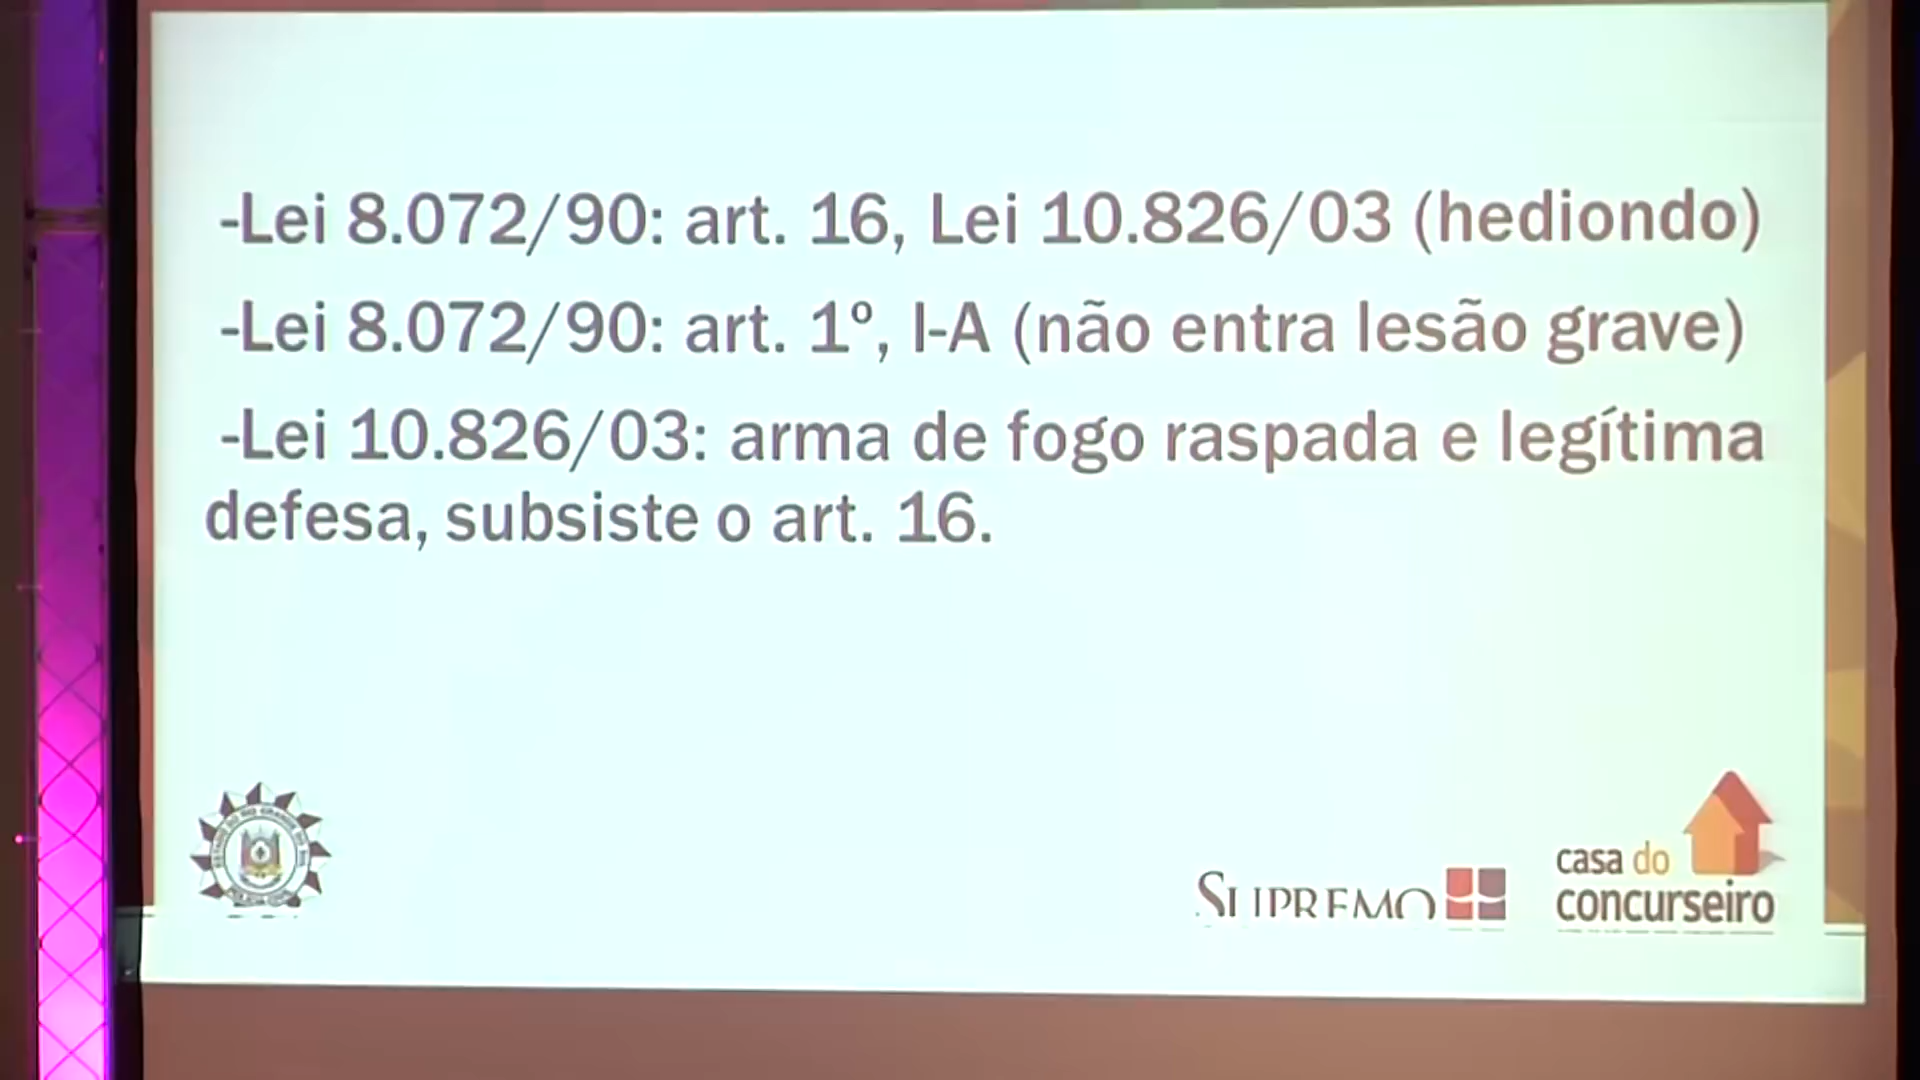 -Lei 8.072/90: art. 16, Lei 10.826/03 (hediondo)
-Lei 8.072/90: art. 1º, I-A (não entra lesão grave)
-Lei 10.826/03: arma de fogo raspada e legítima
defesa, subsiste o art. 16.
SUPREMO
casa do
concurseiro